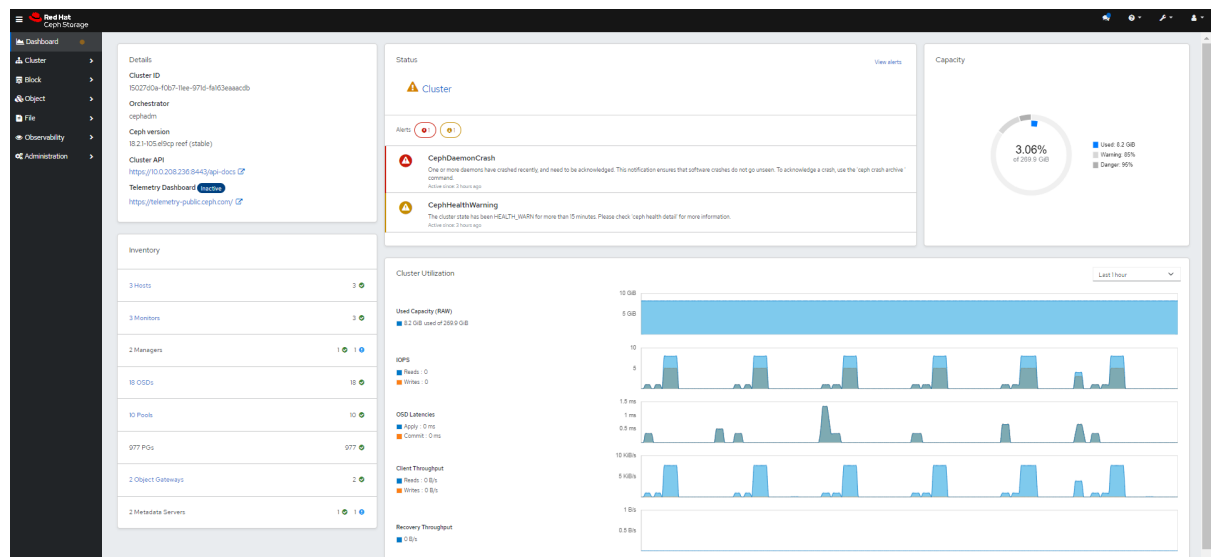 Red Hat
Ceph Storage
Dashboard
Cluster
Block
Object
File
Observability
Administration
Details
Cluster ID
Orchestrator
cephadm
Ceph version
18.2.1-105.el9cp reef (stable)
Cluster API
https://10.0.208.236:8443/api-docs
Telemetry Dashboard Inactive
https://telemetry-public.ceph.com/
Status
View alerts
Cluster
Alerts 1 1
CephDaemonCrash
One or more daemons have crashed recently, and need to be acknowledged. This notification ensures that software crashes do not go unseen. To acknowledge a crash, use the 'ceph crash archive '
command.
Active since: 3 hours ago
CephHealthWarning
The cluster state has been HEALTH_WARN for more than 15 minutes. Please check 'ceph health detail' for more information.
Active since: 3 hours ago
Capacity
3.06%
of 269.9 GiB
Used: 8.2 GiB
Warning: 85%
Danger: 95%
Inventory
3 Hosts 3
3 Monitors 3
2 Managers 1 1
18 OSDs 18
10 Pools 10
977 PGs 977
2 Object Gateways 2
2 Metadata Servers 1 1
Cluster Utilization
Last 1 hour
Used Capacity (RAW)
8.2 GiB used of 269.9 GiB
10 GiB
5 GiB
IOPS
Reads : 0
Writes : 0
10
5
OSD Latencies
Apply : 0 ms
Commit : 0 ms
1.5 ms
1 ms
0.5 ms
Client Throughput
Reads : 0 B/s
Writes : 0 B/s
10 KiB/s
5 KiB/s
Recovery Throughput
0 B/s
1 B/s
0.5 B/s